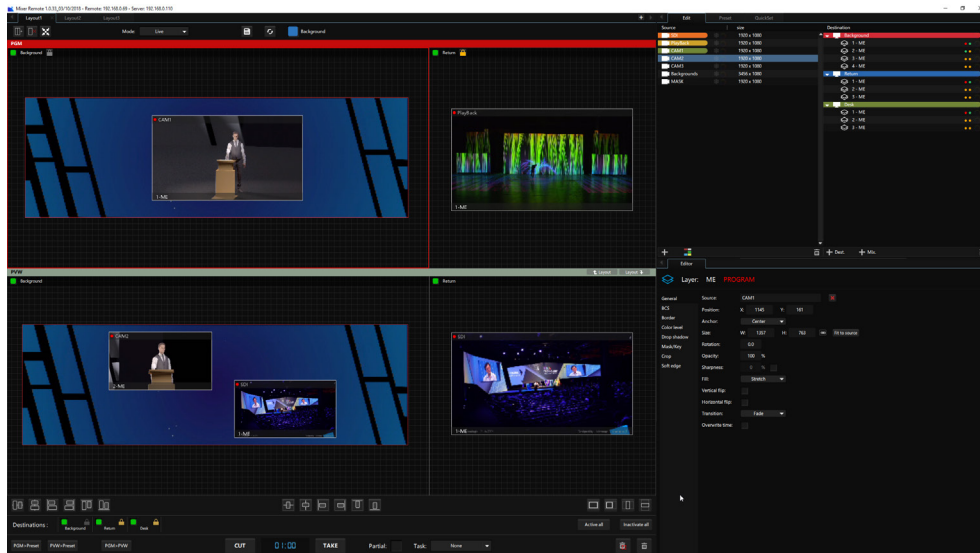 Mixer Remote 1.0.33_03/10/2018 - Remote: 192.168.0.69 - Server: 192.168.0.110
Layout1 Layout2 Layout3
Mode: Live Background
PGM
Background Return
CAM1
1-ME
PlayBack
1-ME
PVW Layout Layout
Background Return
CAM2
2-ME
SDI
1-ME
SDI
1-ME
Destinations : Background Return Desk Active all Inactivate all
PGM+Preset PVW+Preset PGM+PVW CUT 01:00 TAKE Partial: Task: None
Edit Preset QuickSet
Source size Destination
SDI 1920 x 1080
PlayBack 1920 x 1080
CAM1 1920 x 1080
CAM2 1920 x 1080
CAM3 1920 x 1080
Backgrounds 3456 x 1080
MASK 1920 x 1080
Background
1 - ME
2 - ME
3 - ME
4 - ME
Return
1 - ME
2 - ME
3 - ME
Desk
1 - ME
2 - ME
3 - ME
+ Dest + Mix
Editor
Layer: ME PROGRAM
General
BCS
Border
Color level
Drop shadow
Mask/Key
Crop
Soft edge
Source: CAM1
Position: X: 1145 Y: 181
Anchor: Center
Size: W: 1357 H: 763 Fit to source
Rotation: 0.0
Opacity: 100 %
Sharpness: 0 %
Fill: Stretch
Vertical flip:
Horizontal flip:
Transition: Fade
Overwrite time: